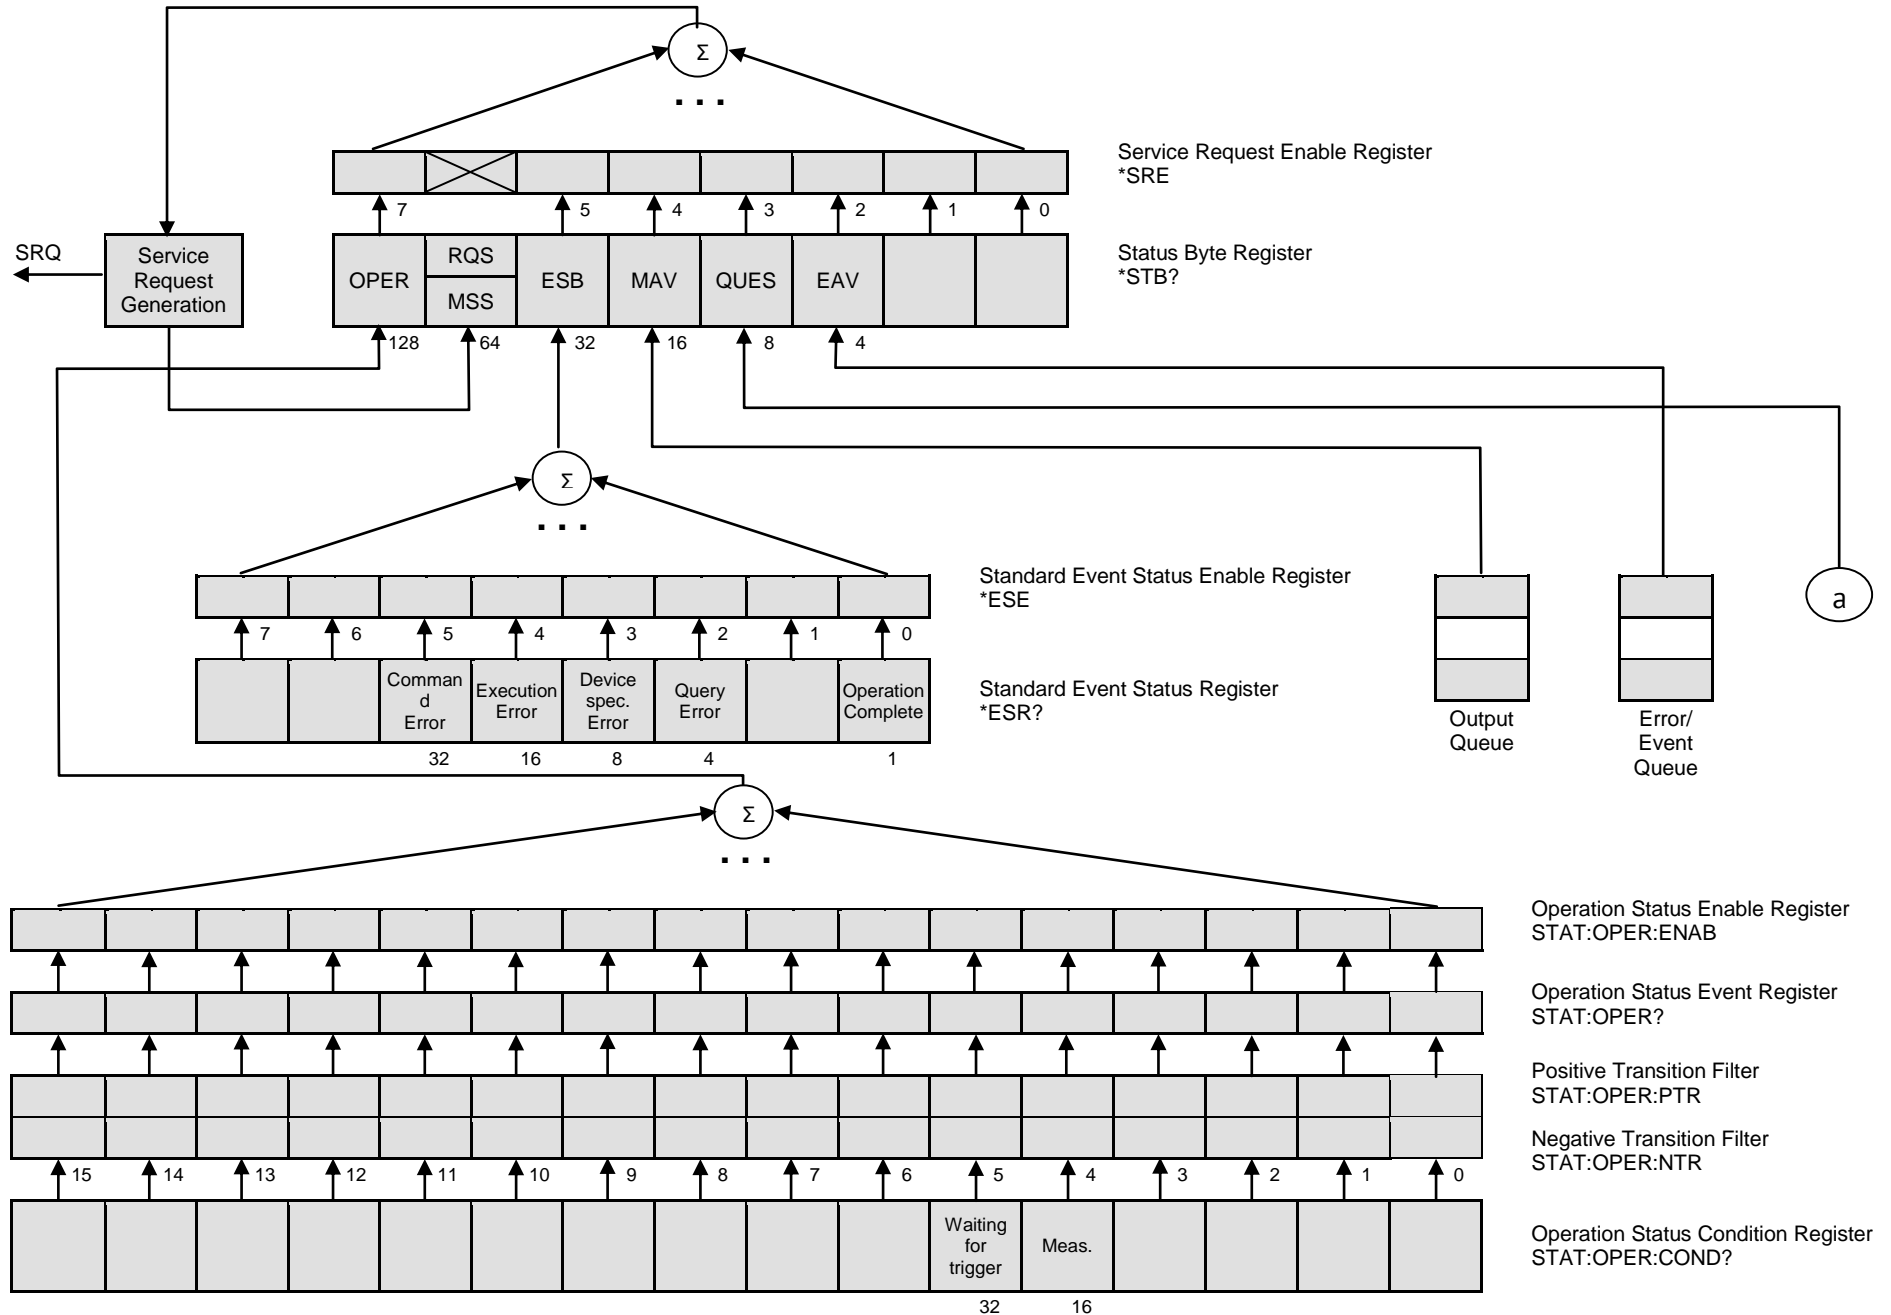 Σ
. . .
Service Request Enable Register
*SRE
7 5 4 3 2 1 0
SRQ
Service
Request
Generation
OPER
RQS
MSS
ESB
MAV
QUES
EAV
Status Byte Register
*STB?
128 64 32 16 8 4
Σ
. . .
Standard Event Status Enable Register
*ESE
a
7 6 5 4 3 2 1 0
Comman
d
Error
Execution
Error
Device
spec.
Error
Query
Error
Operation
Complete
Standard Event Status Register
*ESR?
32 16 8 4 1
Output
Queue
Error/
Event
Queue
Σ
. . .
Operation Status Enable Register
STAT:OPER:ENAB
Operation Status Event Register
STAT:OPER?
Positive Transition Filter
STAT:OPER:PTR
Negative Transition Filter
STAT:OPER:NTR
15 14 13 12 11 10 9 8 7 6 5 4 3 2 1 0
Waiting
for
trigger
Meas.
Operation Status Condition Register
STAT:OPER:COND?
32 16